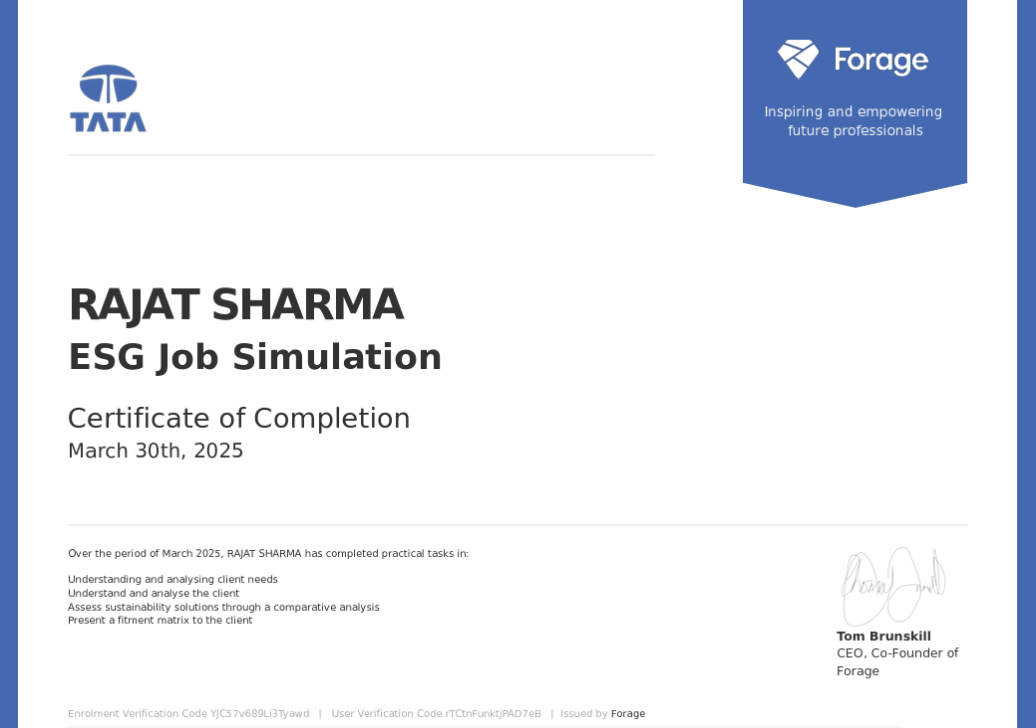 TATA
Forage
Inspiring and empowering
future professionals
RAJAT SHARMA
ESG Job Simulation
Certificate of Completion
March 30th, 2025
Over the period of March 2025, RAJAT SHARMA has completed practical tasks in:
Understanding and analysing client needs
Understand and analyse the client
Assess sustainability solutions through a comparative analysis
Present a fitment matrix to the client
Tom Brunskill
CEO, Co-Founder of
Forage
Enrolment Verification Code YJC57v689Li3Tyawd | User Verification Code rTCtnFunktjPAD7eB | Issued by Forage